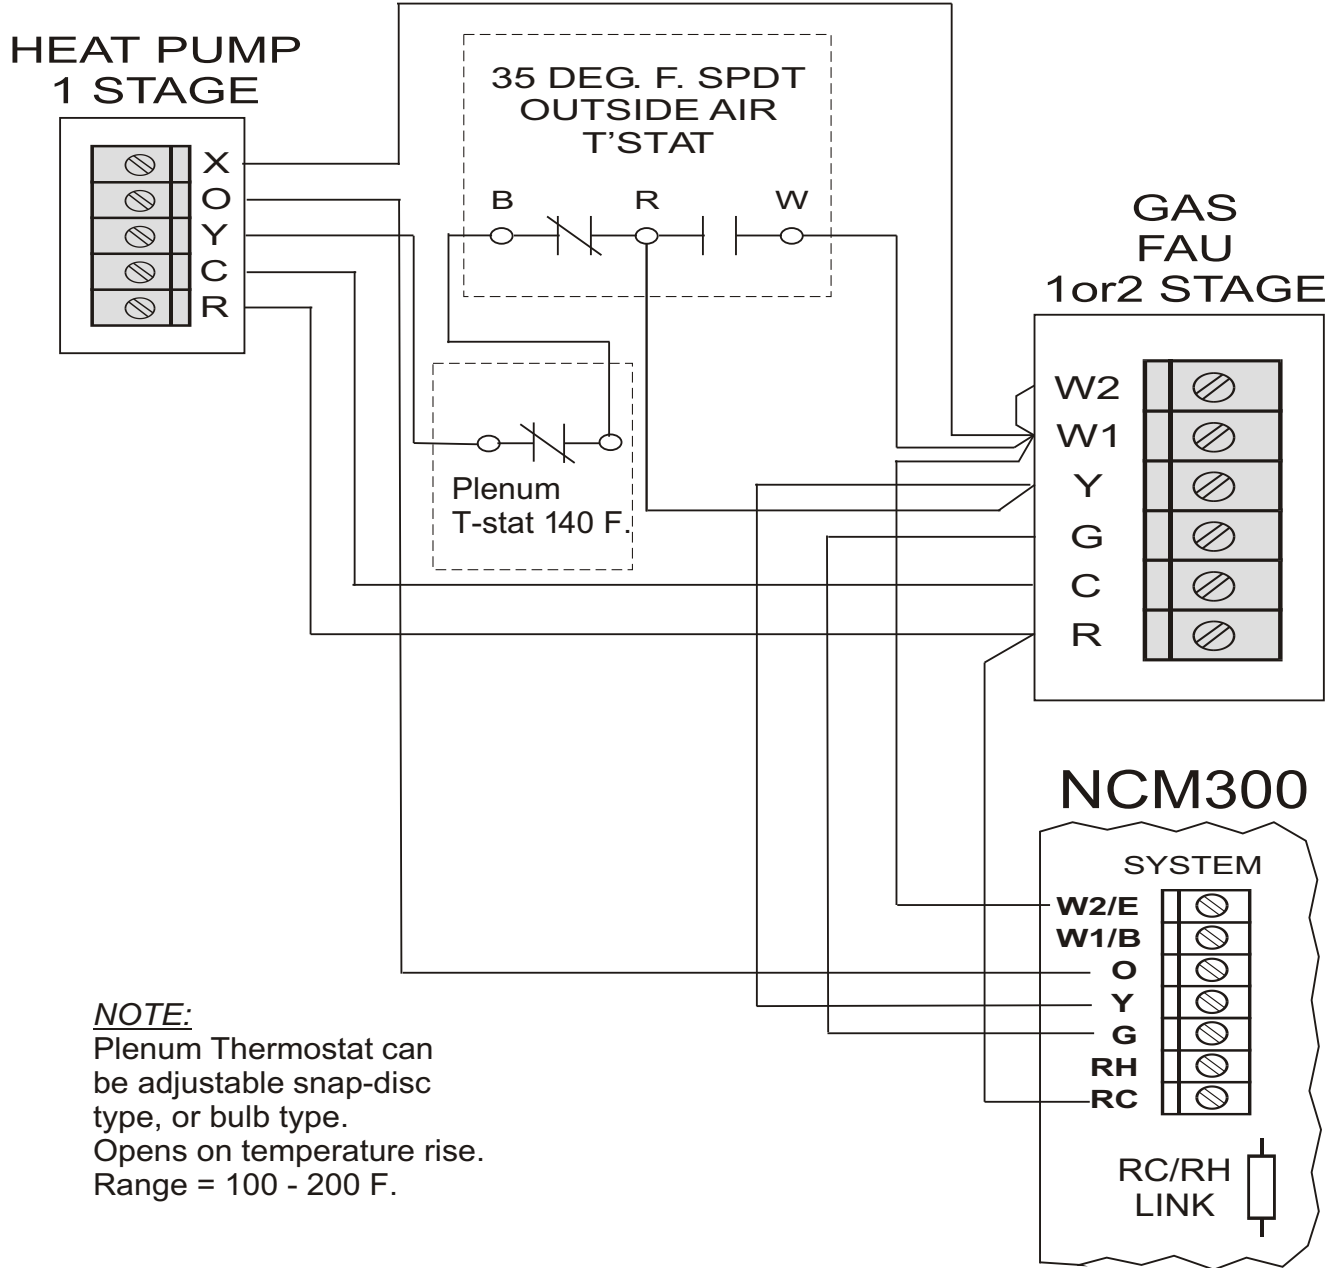 HEAT PUMP
1 STAGE
X
O
Y
C
R
35 DEG. F. SPDT
OUTSIDE AIR
T'STAT
B R W
Plenum
T-stat 140 F.
GAS
FAU
1or2 STAGE
W2
W1
Y
G
C
R
NCM300
SYSTEM
W2/E
W1/B
O
Y
G
RH
RC
RC/RH
LINK
NOTE:
Plenum Thermostat can
be adjustable snap-disc
type, or bulb type.
Opens on temperature rise.
Range = 100 - 200 F.